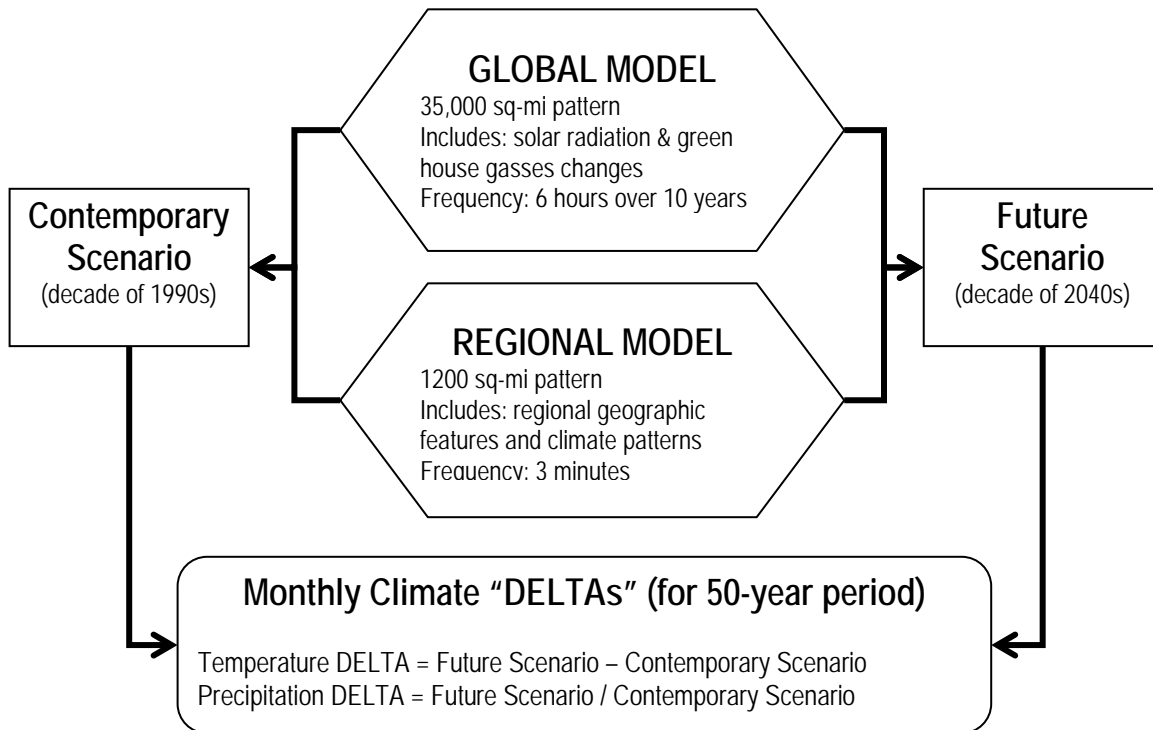 GLOBAL MODEL
35,000 sq-mi pattern
Includes: solar radiation & green
house gasses changes
Frequency: 6 hours over 10 years
Contemporary
Scenario
(decade of 1990s)
Future
Scenario
(decade of 2040s)
REGIONAL MODEL
1200 sq-mi pattern
Includes: regional geographic
features and climate patterns
Frequency: 3 minutes
Monthly Climate “DELTAs” (for 50-year period)
Temperature DELTA = Future Scenario – Contemporary Scenario
Precipitation DELTA = Future Scenario / Contemporary Scenario